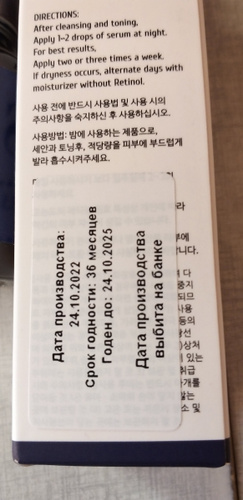 DIRECTIONS:
After cleansing and toning,
Apply 1~2 drops of serum at night.
For best results,
Apply two or three times a week.
If dryness occurs, alternate days with
moisturizer without Retinol.
사용 전에 반드시 사용법 및 사용 시의
주의사항을 숙지하신 후 사용하십시오.
사용방법: 밤에 사용하는 제품으로,
세안과 토닝후, 적당량을 피부에 부드럽게
발라 흡수시켜주세요.
Дата производства:
24.10.2022
Срок годности: 36 месяцев
Годен до: 24.10.2025
Дата производства
выбита на банке